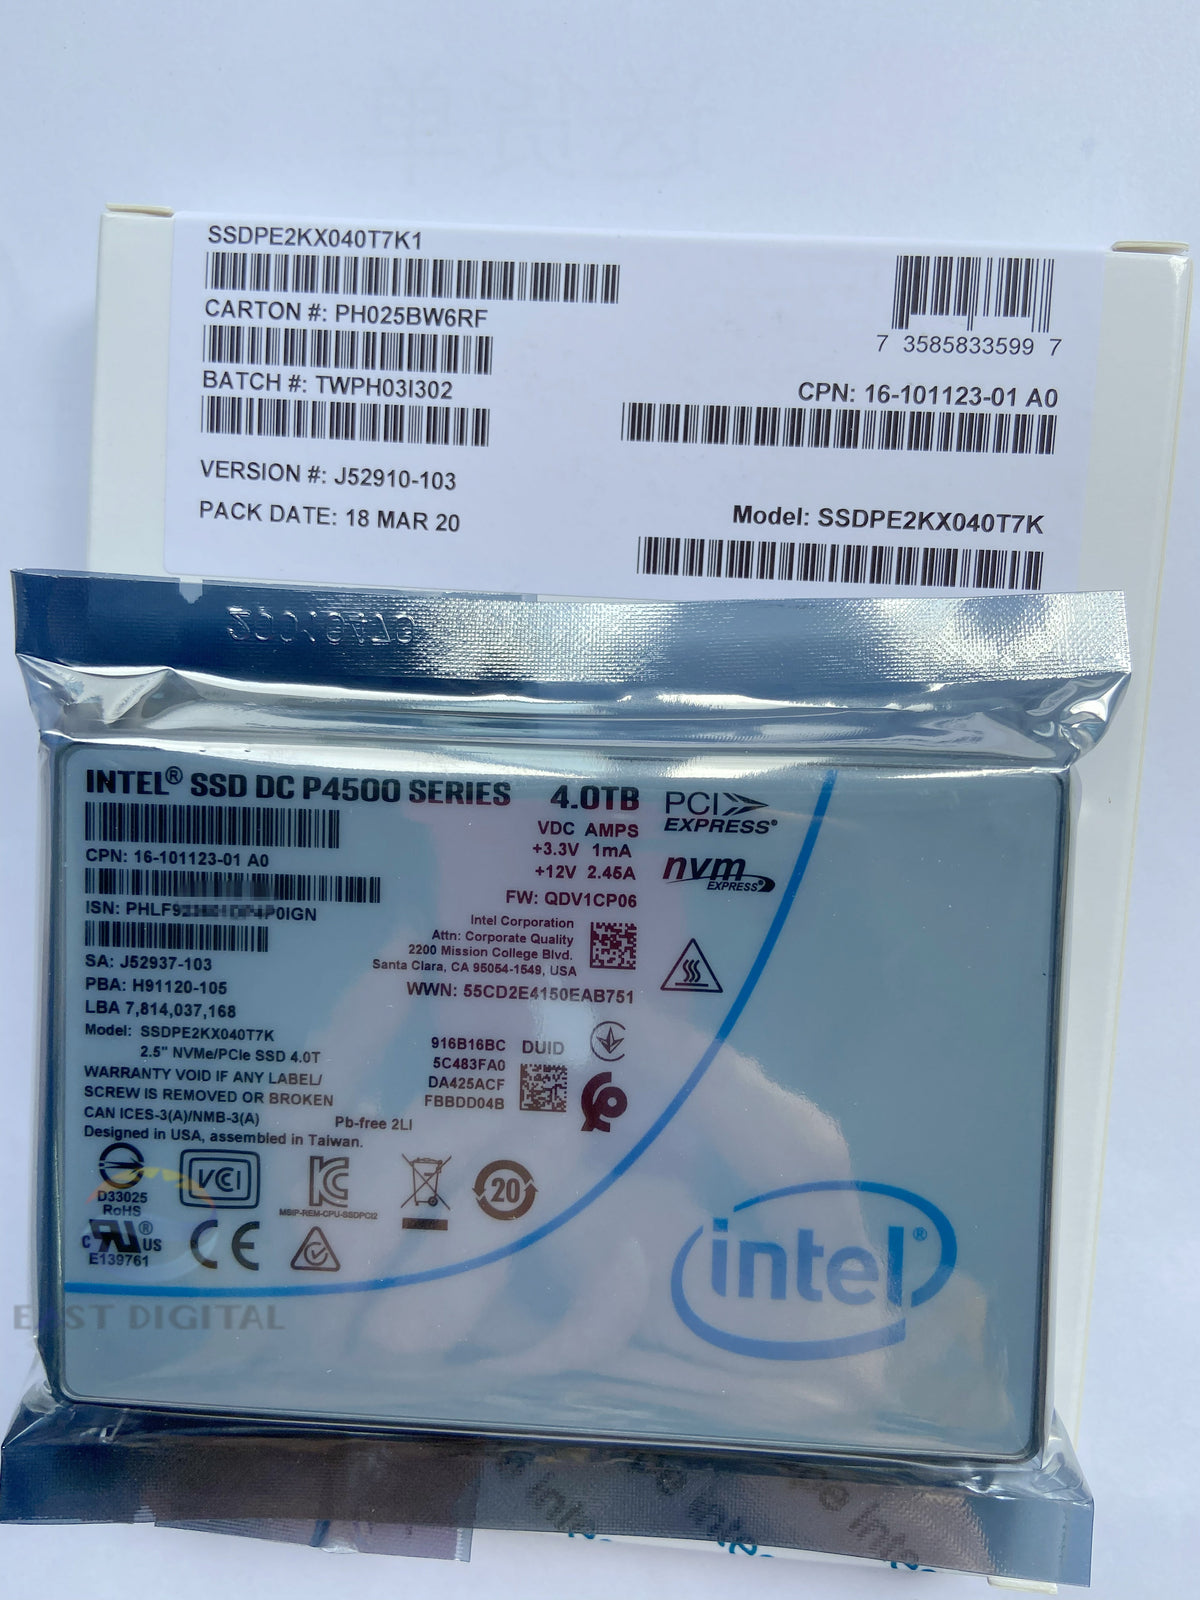 SSDPE2KX040T7K1
CARTON #: PH025BW6RF
BATCH #: TWPH03I302
VERSION #: J52910-103
PACK DATE: 18 MAR 20
7 3585833599 7
CPN: 16-101123-01 A0
Model: SSDPE2KX040T7K
INTEL® SSD DC P4500 SERIES 4.0TB
CPN: 16-101123-01 A0
SA: J52937-103
PBA: H91120-105
LBA 7,814,037,168
Model: SSDPE2KX040T7K
2.5" NVMe/PCIe SSD 4.0T
WARRANTY VOID IF ANY LABEL/
SCREW IS REMOVED OR BROKEN
CAN ICES-3(A)/NMB-3(A)
Pb-free 2LI
Designed in USA, assembled in Taiwan.
VDC AMPS
+3.3V 1mA
+12V 2.45A
FW: QDV1CP06
Intel Corporation
Attn: Corporate Quality
2200 Mission College Blvd.
Santa Clara, CA 95054-1549, USA
WWN: 55CD2E4150EAB751
916B16BC
5C483FA0
DA425ACF
FBBDD04B
DUID
PCI
EXPRESS®
nvm
EXPRESS
D33025
RoHS
VCI
MSIP-REM-CPU-SSDPCI2
20
c UR® US
E139761
CE
intel®
EAST DIGITAL